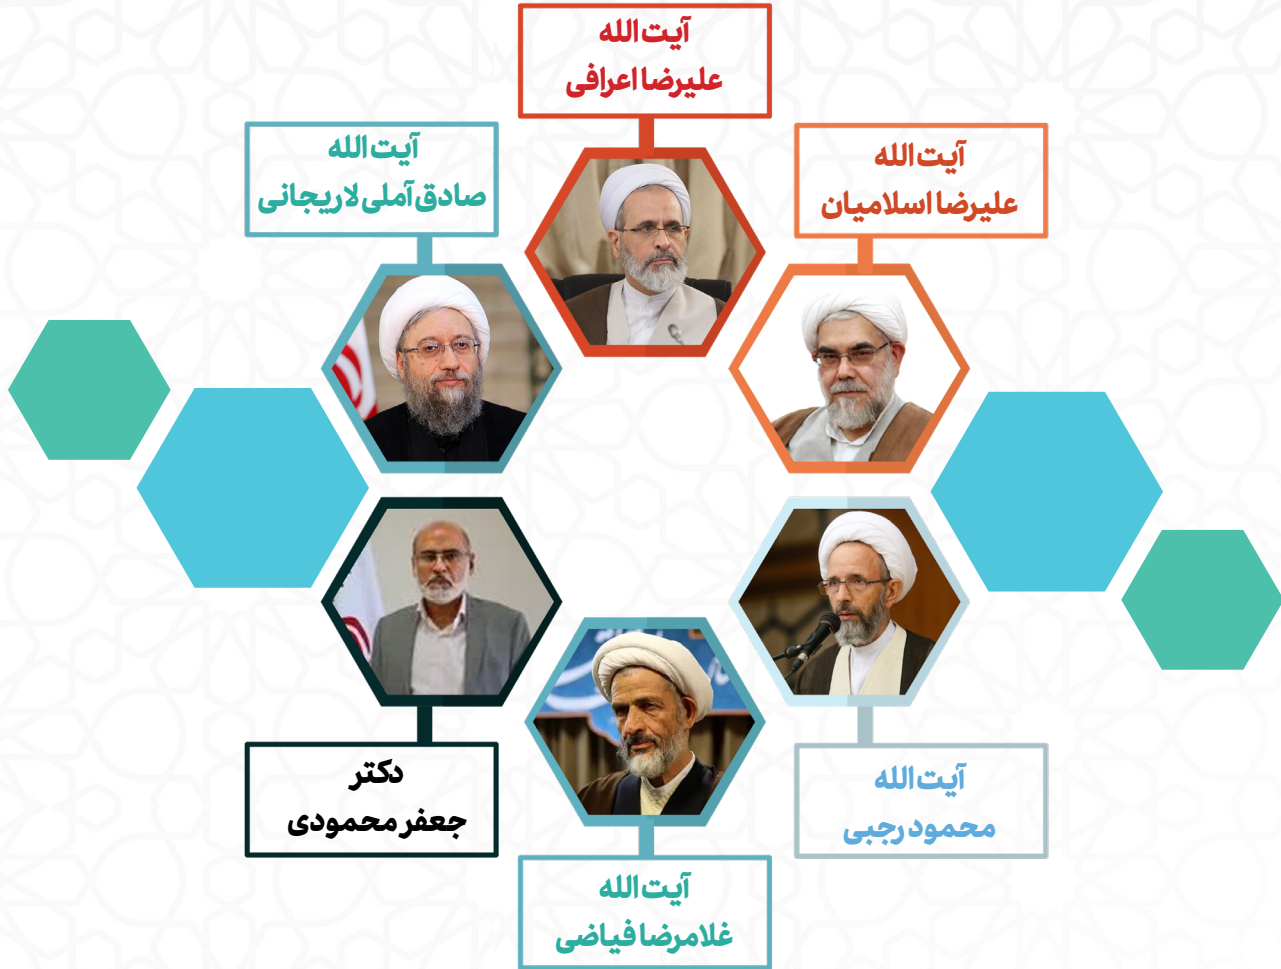 آیت‌الله
علیرضا اعرافی
آیت‌الله
علیرضا اسلامیان
آیت‌الله
صادق آملی لاریجانی
آیت‌الله
محمود رجبی
دکتر
جعفر محمودی
آیت‌الله
غلامرضا فیاضی